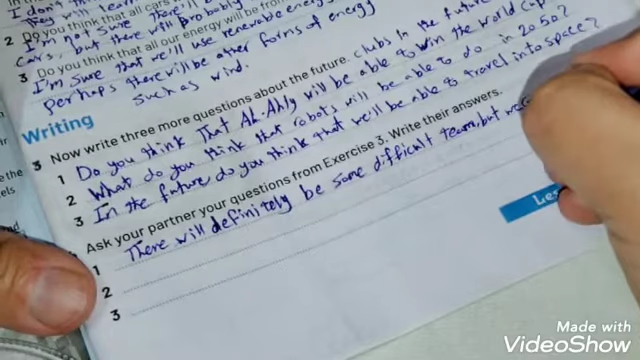 they will learn
I'm not sure. There'll
2 Do you think that all cars w
cars, but there will probably
3 Do you think that all our energy will be from
I'm sure that we'll use renewable energy
perhaps there will be other forms of energy
such as wind.
Writing
3 Now write three more questions about the future.
clubs in the future
1 Do you think That AL-Ahly will be able to win the world cup
2 What do you think that robots will be able to do in 2050?
3 In the future do you think that we'll be able to travel into space?
Ask your partner your questions from Exercise 3. Write their answers.
1 There will definitely be some difficult team, but we
2
3
Les
Made with
VideoShow